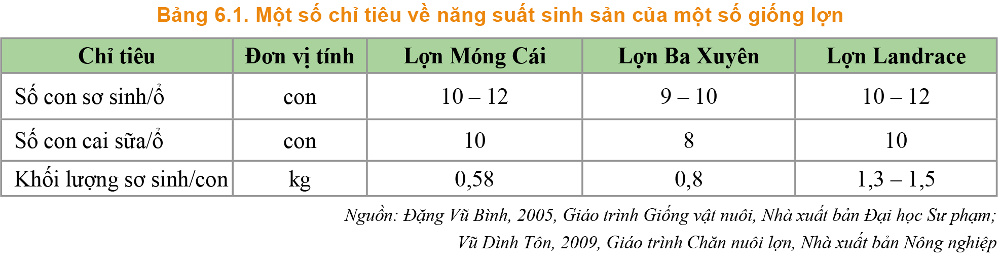 Bảng 6.1. Một số chỉ tiêu về năng suất sinh sản của một số giống lợn
Chỉ tiêu Đơn vị tính Lợn Móng Cái Lợn Ba Xuyên Lợn Landrace
Số con sơ sinh/ổ con 10 – 12 9 – 10 10 – 12
Số con cai sữa/ổ con 10 8 10
Khối lượng sơ sinh/con kg 0,58 0,8 1,3 – 1,5
Nguồn: Đặng Vũ Bình, 2005, Giáo trình Giống vật nuôi, Nhà xuất bản Đại học Sư phạm;
Vũ Đình Tôn, 2009, Giáo trình Chăn nuôi lợn, Nhà xuất bản Nông nghiệp